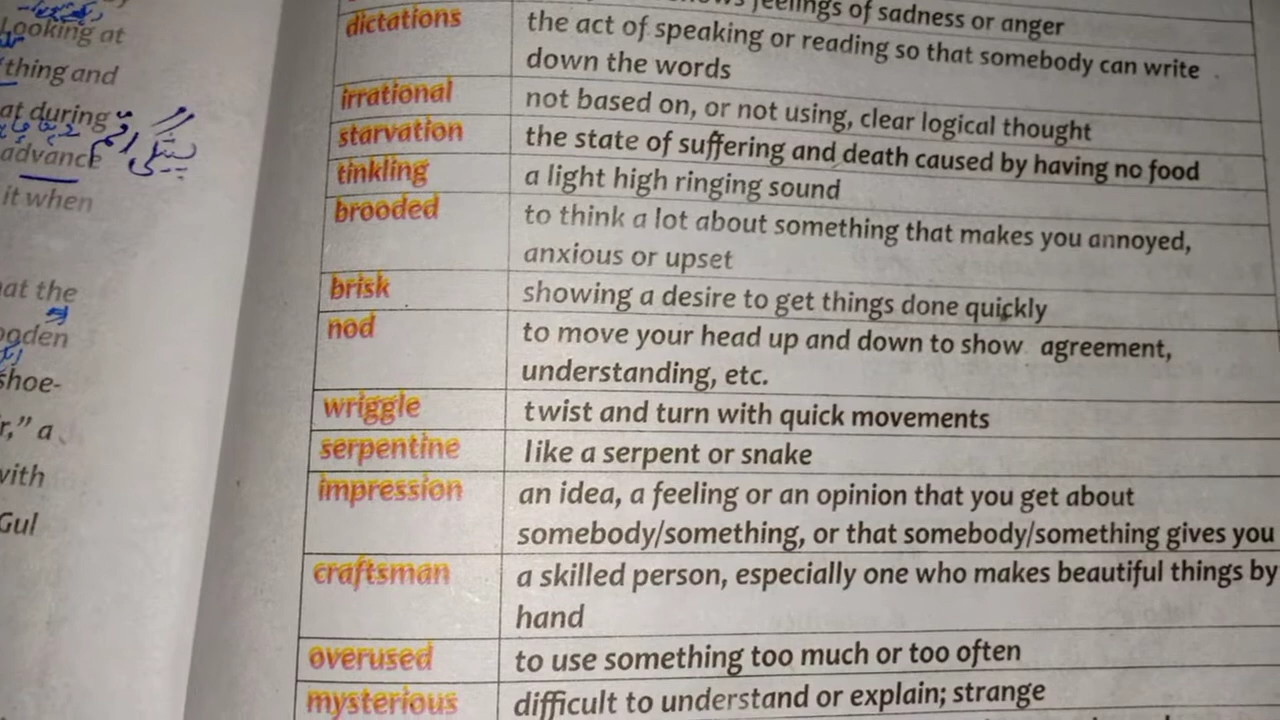 Looking at
thing and
at during
advance
it when
پیشگی رقم
at the
shoe-
r,” a
with
Gul
feelings of sadness or anger
dictations the act of speaking or reading so that somebody can write
down the words
irrational not based on, or not using, clear logical thought
starvation the state of suffering and death caused by having no food
tinkling a light high ringing sound
brooded to think a lot about something that makes you annoyed,
anxious or upset
brisk showing a desire to get things done quickly
nod to move your head up and down to show agreement,
understanding, etc.
wriggle twist and turn with quick movements
serpentine like a serpent or snake
impression an idea, a feeling or an opinion that you get about
somebody/something, or that somebody/something gives you
craftsman a skilled person, especially one who makes beautiful things by
hand
overused to use something too much or too often
mysterious difficult to understand or explain; strange